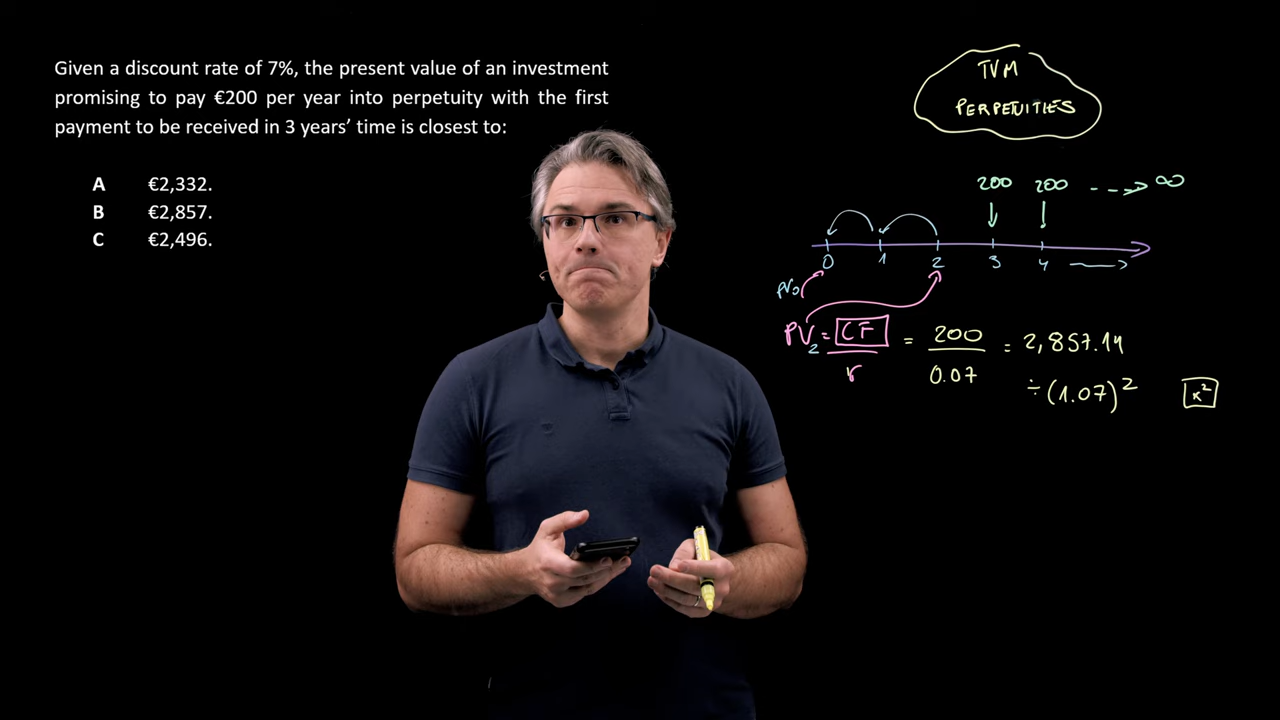 Given a discount rate of 7%, the present value of an investment
promising to pay €200 per year into perpetuity with the first
payment to be received in 3 years’ time is closest to:
A €2,332.
B €2,857.
C €2,496.
TVM
PERPENITIES
200 200 ---> ∞
0 1 2 3 4
PV0
PV2 = CF / r = 200 / 0.07 = 2,857.14
÷ (1.07)^2
x^2